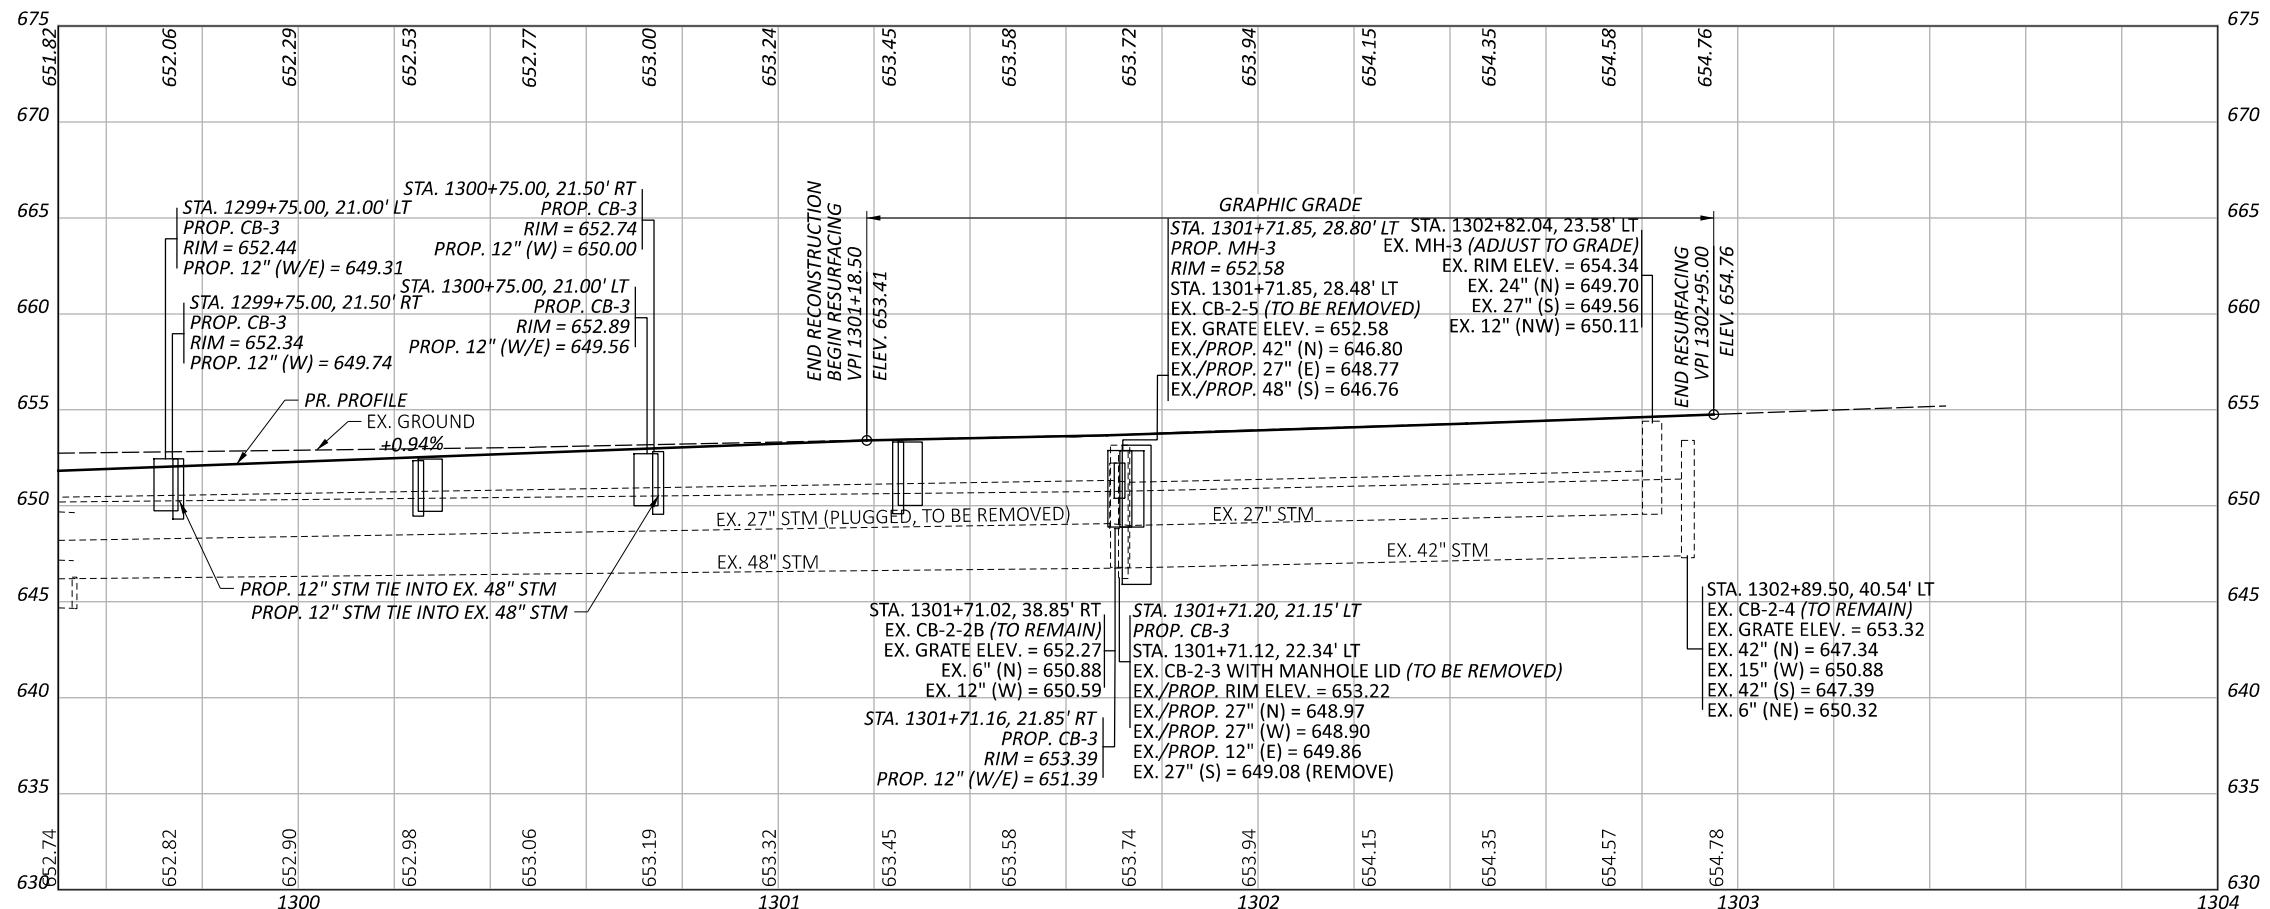 675
675
651.82
652.06
652.29
652.53
652.77
653.00
653.24
653.45
653.58
653.72
653.94
654.15
654.35
654.58
654.76
670
670
665
665
660
660
655
655
650
650
645
645
640
640
635
635
630
630
STA. 1299+75.00, 21.00' LT
PROP. CB-3
RIM = 652.44
PROP. 12" (W/E) = 649.31
STA. 1299+75.00, 21.50' RT
PROP. CB-3
RIM = 652.34
PROP. 12" (W) = 649.74
STA. 1300+75.00, 21.50' RT
PROP. CB-3
RIM = 652.74
PROP. 12" (W) = 650.00
STA. 1300+75.00, 21.00' LT
PROP. CB-3
RIM = 652.89
PROP. 12" (W/E) = 649.56
PR. PROFILE
EX. GROUND
+0.94%
END RECONSTRUCTION
BEGIN RESURFACING
VPI 1301+18.50
ELEV. 653.41
GRAPHIC GRADE
STA. 1301+71.85, 28.80' LT
PROP. MH-3
RIM = 652.58
STA. 1301+71.85, 28.48' LT
EX. CB-2-5 (TO BE REMOVED)
EX. GRATE ELEV. = 652.58
EX./PROP. 42" (N) = 646.80
EX./PROP. 27" (E) = 648.77
EX./PROP. 48" (S) = 646.76
STA. 1302+82.04, 23.58' LT
EX. MH-3 (ADJUST TO GRADE)
EX. RIM ELEV. = 654.34
EX. 24" (N) = 649.70
EX. 27" (S) = 649.56
EX. 12" (NW) = 650.11
END RESURFACING
VPI 1302+95.00
ELEV. 654.76
EX. 27" STM (PLUGGED, TO BE REMOVED)
EX. 27" STM
EX. 48" STM
EX. 42" STM
PROP. 12" STM TIE INTO EX. 48" STM
PROP. 12" STM TIE INTO EX. 48" STM
STA. 1301+71.02, 38.85' RT
EX. CB-2-2B (TO REMAIN)
EX. GRATE ELEV. = 652.27
EX. 6" (N) = 650.88
EX. 12" (W) = 650.59
STA. 1301+71.16, 21.85' RT
PROP. CB-3
RIM = 653.39
PROP. 12" (W/E) = 651.39
STA. 1301+71.20, 21.15' LT
PROP. CB-3
STA. 1301+71.12, 22.34' LT
EX. CB-2-3 WITH MANHOLE LID (TO BE REMOVED)
EX./PROP. RIM ELEV. = 653.22
EX./PROP. 27" (N) = 648.97
EX./PROP. 27" (W) = 648.90
EX./PROP. 12" (E) = 649.86
EX. 27" (S) = 649.08 (REMOVE)
STA. 1302+89.50, 40.54' LT
EX. CB-2-4 (TO REMAIN)
EX. GRATE ELEV. = 653.32
EX. 42" (N) = 647.34
EX. 15" (W) = 650.88
EX. 42" (S) = 647.39
EX. 6" (NE) = 650.32
652.74
652.82
652.90
652.98
653.06
653.19
653.32
653.45
653.58
653.74
653.94
654.15
654.35
654.57
654.78
1300
1301
1302
1303
1304